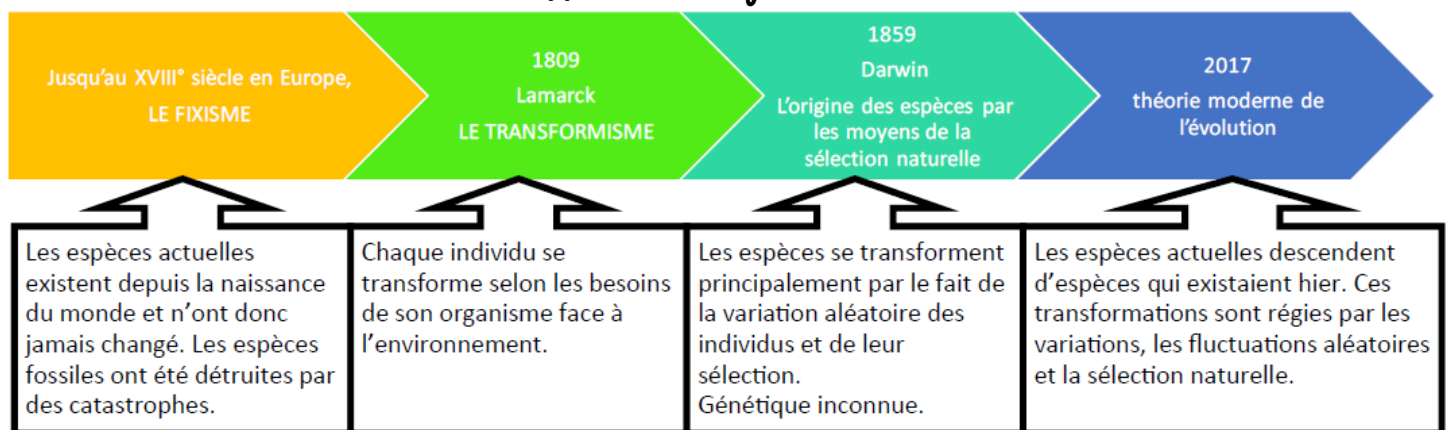 Jusqu'au XVIII° siècle en Europe,
LE FIXISME
1809
Lamarck
LE TRANSFORMISME
1859
Darwin
L'origine des espèces par
les moyens de la
sélection naturelle
2017
théorie moderne de
l'évolution
Les espèces actuelles
existent depuis la naissance
du monde et n'ont donc
jamais changé. Les espèces
fossiles ont été détruites par
des catastrophes.
Chaque individu se
transforme selon les besoins
de son organisme face à
l'environnement.
Les espèces se transforment
principalement par le fait de
la variation aléatoire des
individus et de leur
sélection.
Génétique inconnue.
Les espèces actuelles descendent
d'espèces qui existaient hier. Ces
transformations sont régies par les
variations, les fluctuations aléatoires
et la sélection naturelle.